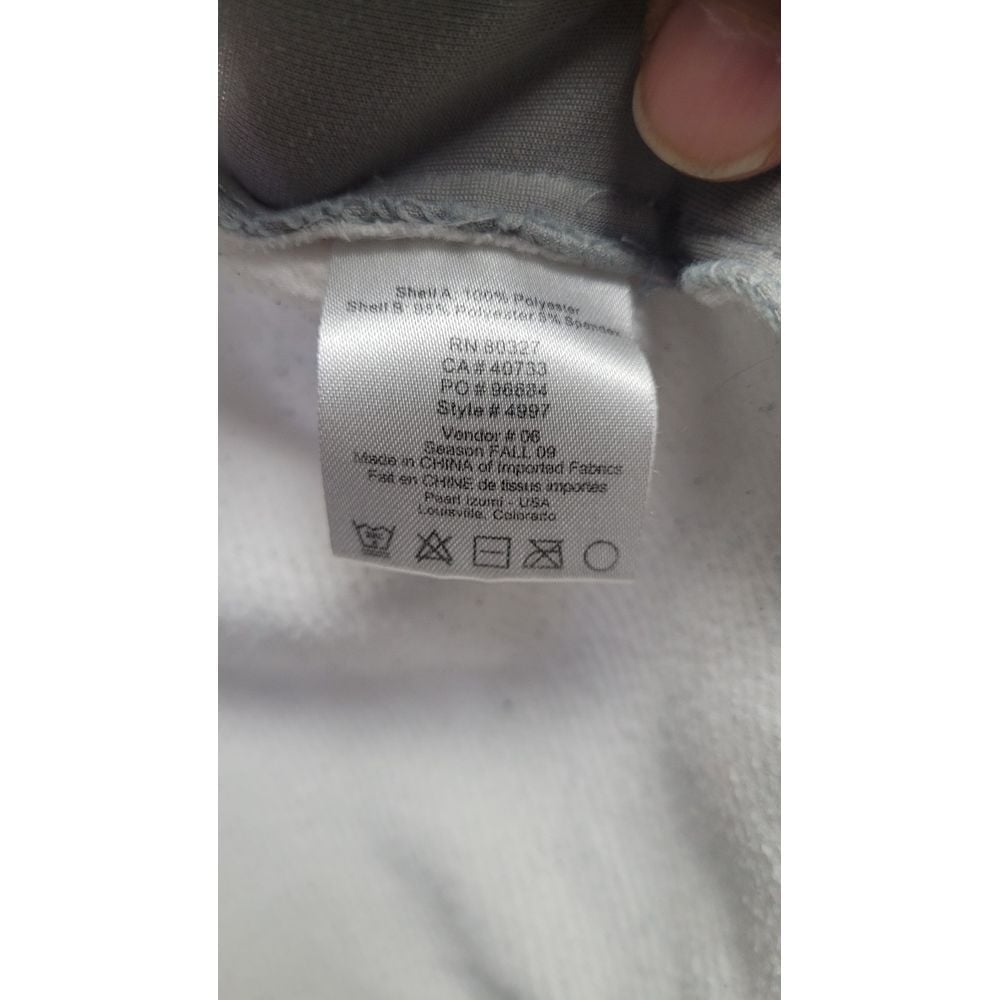 Shell A: 100% Polyester
Shell B: 95% Polyester 5% Spandex
RN 80327
CA # 40733
PO # 96684
Style # 4997
Vendor # 06
Season FALL 09
Made in CHINA of Imported Fabrics
Fait en CHINE de tissus importes
Pearl Izumi - USA
Louisville, Colorado